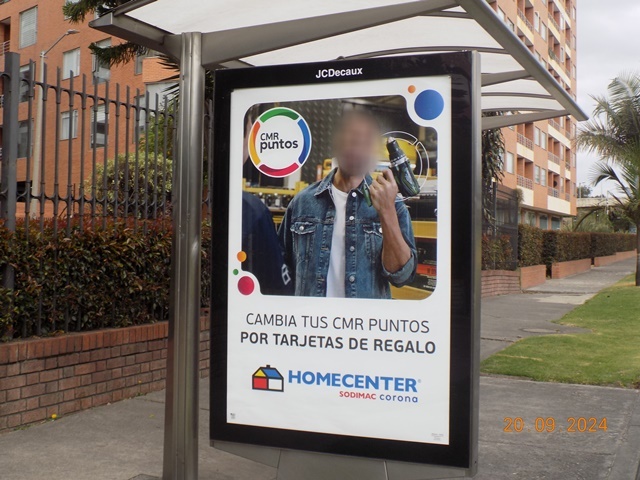 JCDecaux
CMR
puntos
CAMBIA TUS CMR PUNTOS
POR TARJETAS DE REGALO
HOMECENTER
SODIMAC corona
20.09.2024